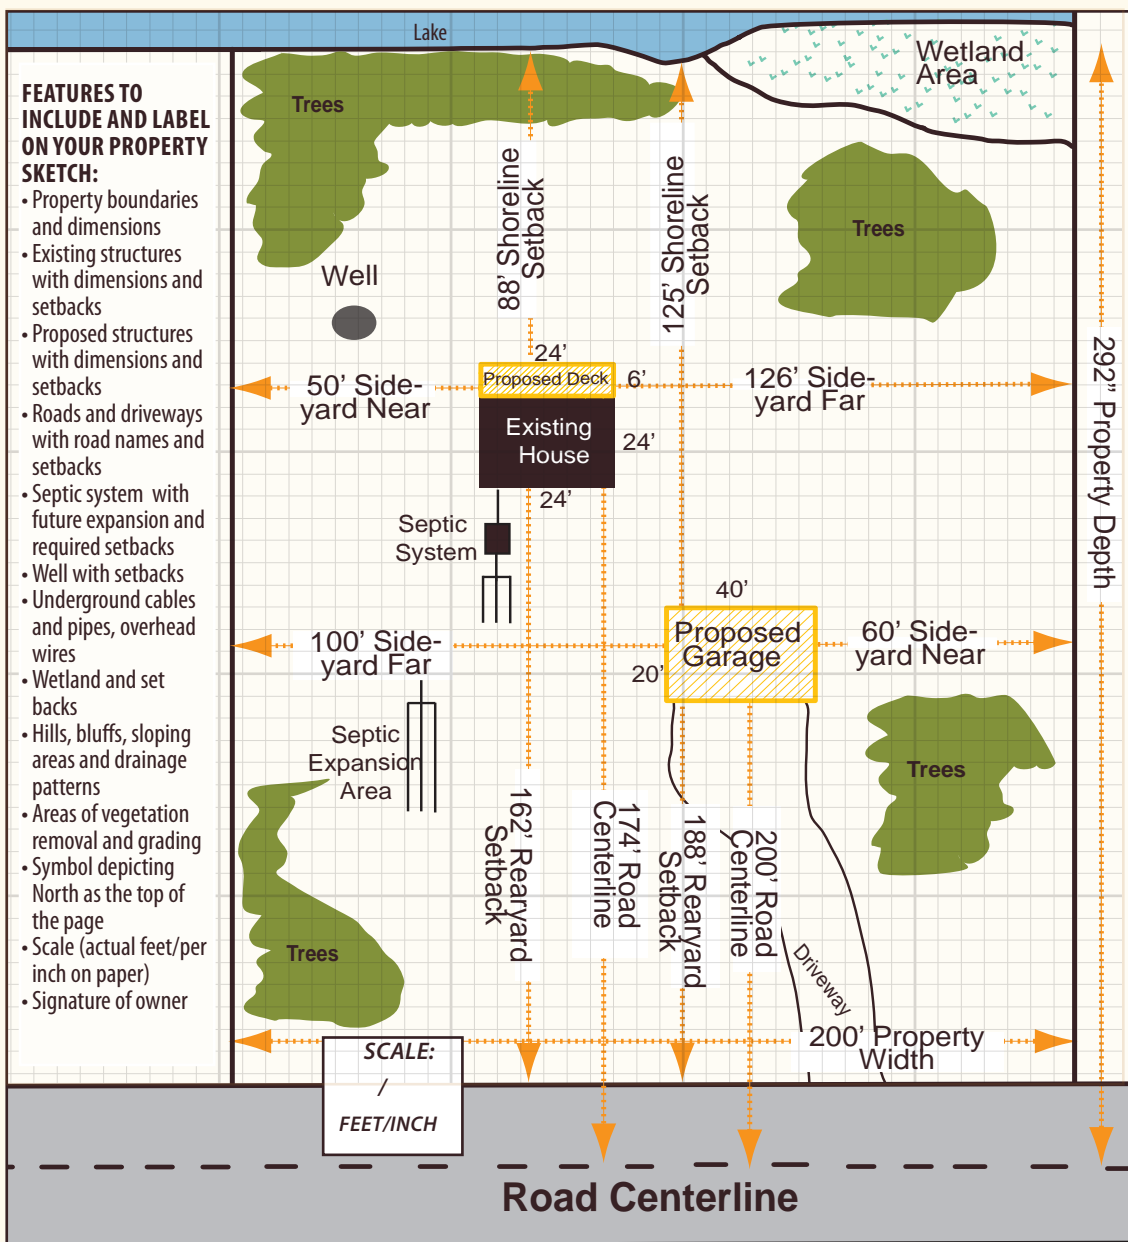 Lake
Wetland
Area
FEATURES TO
INCLUDE AND LABEL
ON YOUR PROPERTY
SKETCH:
• Property boundaries
and dimensions
• Existing structures
with dimensions and
setbacks
• Proposed structures
with dimensions and
setbacks
• Roads and driveways
with road names and
setbacks
• Septic system with
future expansion and
required setbacks
• Well with setbacks
• Underground cables
and pipes, overhead
wires
• Wetland and set
backs
• Hills, bluffs, sloping
areas and drainage
patterns
• Areas of vegetation
removal and grading
• Symbol depicting
North as the top of
the page
• Scale (actual feet/per
inch on paper)
• Signature of owner
Trees
88' Shoreline
Setback
125' Shoreline
Setback
Trees
Well
292" Property Depth
24'
Proposed Deck
6'
50' Side-
yard Near
126' Side-
yard Far
Existing
House
24'
24'
Septic
System
40'
Proposed
Garage
20'
100' Side-
yard Far
60' Side-
yard Near
Septic
Expansion
Area
Trees
162' Rearyard
Setback
174' Road
Centerline
188' Rearyard
Setback
200' Road
Centerline
Trees
Driveway
200' Property
Width
SCALE:
/
FEET/INCH
Road Centerline